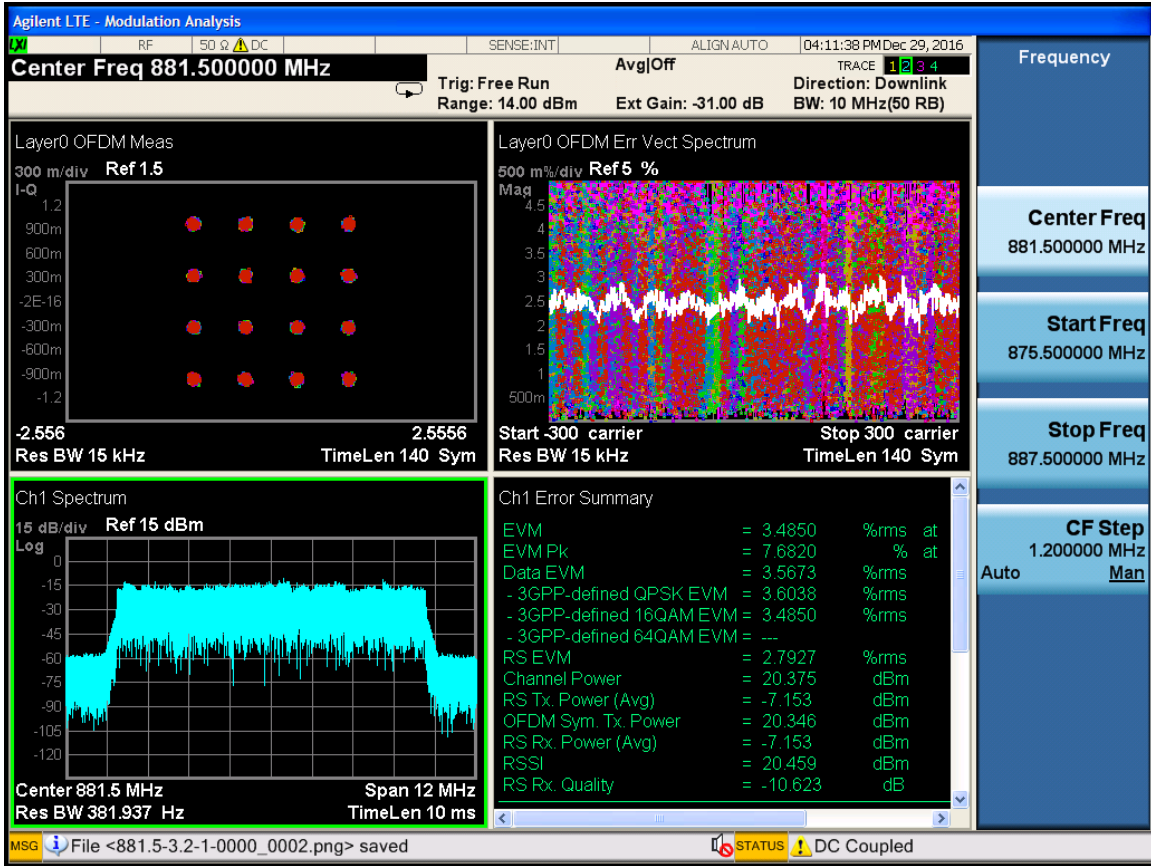 Agilent LTE - Modulation Analysis
LXI RF 50 Ω DC SENSE:INT ALIGN AUTO 04:11:38 PM Dec 29, 2016
Center Freq 881.500000 MHz
Avg|Off
TRACE 1 2 3 4
Trig: Free Run
Direction: Downlink
Range: 14.00 dBm Ext Gain: -31.00 dB BW: 10 MHz(50 RB)
Layer0 OFDM Meas
300 m/div Ref 1.5
I-Q
1.2
900m
600m
300m
-2E-16
-300m
-600m
-900m
-1.2
-2.556 2.5556
Res BW 15 kHz TimeLen 140 Sym
Layer0 OFDM Err Vect Spectrum
500 m%/div Ref 5 %
Mag
4.5
4
3.5
3
2.5
2
1.5
1
500m
Start -300 carrier Stop 300 carrier
Res BW 15 kHz TimeLen 140 Sym
Ch1 Spectrum
15 dB/div Ref 15 dBm
Log
0
-15
-30
-45
-60
-75
-90
-105
-120
Center 881.5 MHz Span 12 MHz
Res BW 381.937 Hz TimeLen 10 ms
Ch1 Error Summary
EVM = 3.4850 %rms at
EVM Pk = 7.6820 % at
Data EVM = 3.5673 %rms
- 3GPP-defined QPSK EVM = 3.6038 %rms
- 3GPP-defined 16QAM EVM = 3.4850 %rms
- 3GPP-defined 64QAM EVM = ---
RS EVM = 2.7927 %rms
Channel Power = 20.375 dBm
RS Tx. Power (Avg) = -7.153 dBm
OFDM Sym. Tx. Power = 20.346 dBm
RS Rx. Power (Avg) = -7.153 dBm
RSSI = 20.459 dBm
RS Rx. Quality = -10.623 dB
Frequency
Center Freq
881.500000 MHz
Start Freq
875.500000 MHz
Stop Freq
887.500000 MHz
CF Step
1.200000 MHz
Auto Man
MSG File <881.5-3.2-1-0000_0002.png> saved STATUS DC Coupled